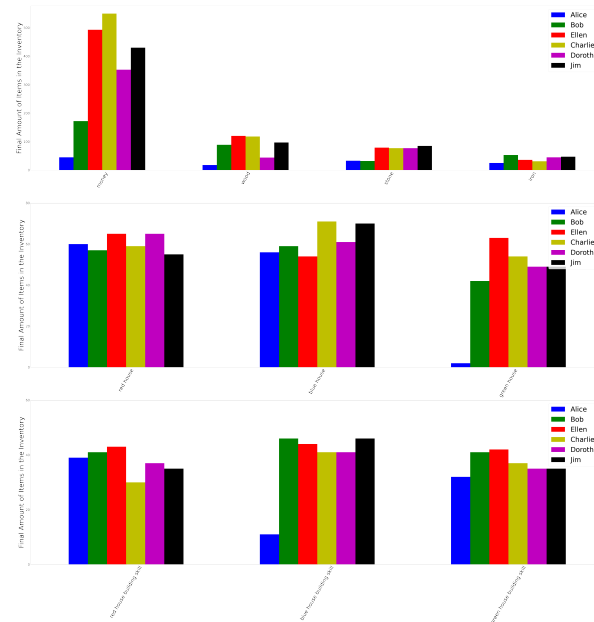 Final Amount of Items in the Inventory
Alice
Bob
Ellen
Charlie
Doroth
Jim
money
wood
stone
iron
Final Amount of Items in the Inventory
Alice
Bob
Ellen
Charlie
Doroth
Jim
red house
blue house
green house
Final Amount of Items in the Inventory
Alice
Bob
Ellen
Charlie
Doroth
Jim
red house building skill
blue house building skill
green house building skill